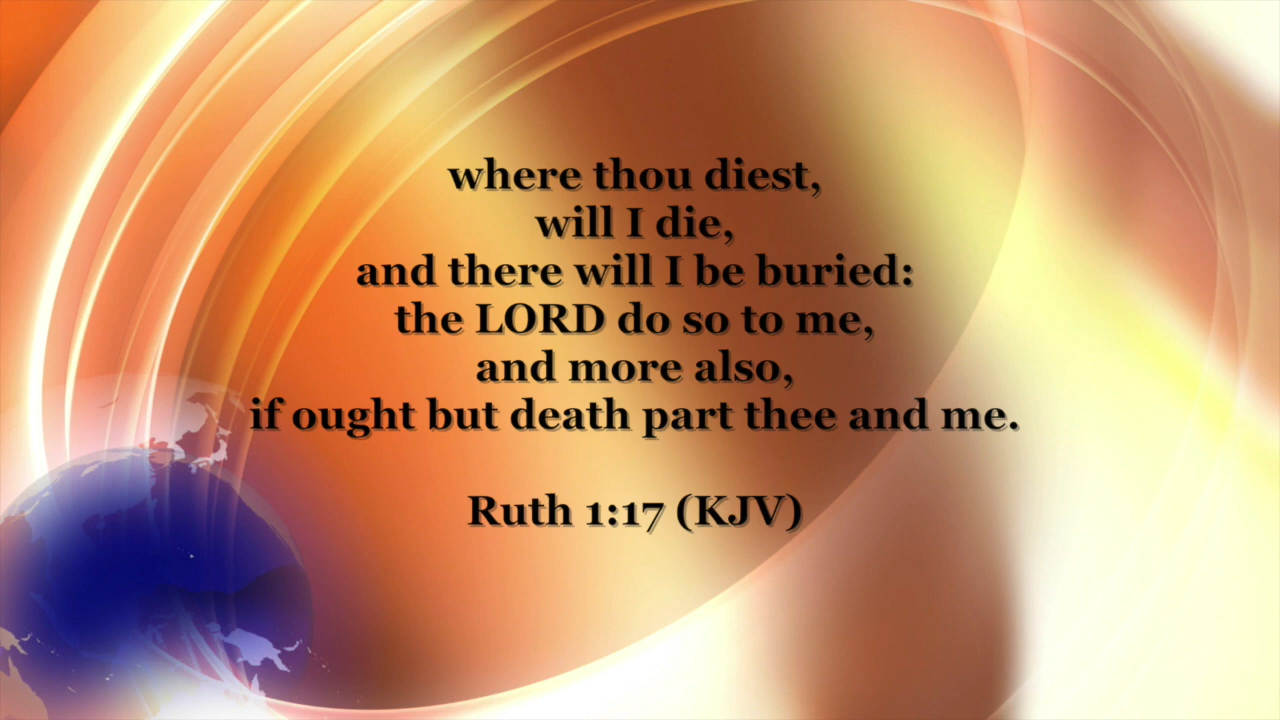 where thou diest,
will I die,
and there will I be buried:
the LORD do so to me,
and more also,
if ought but death part thee and me.
Ruth 1:17 (KJV)